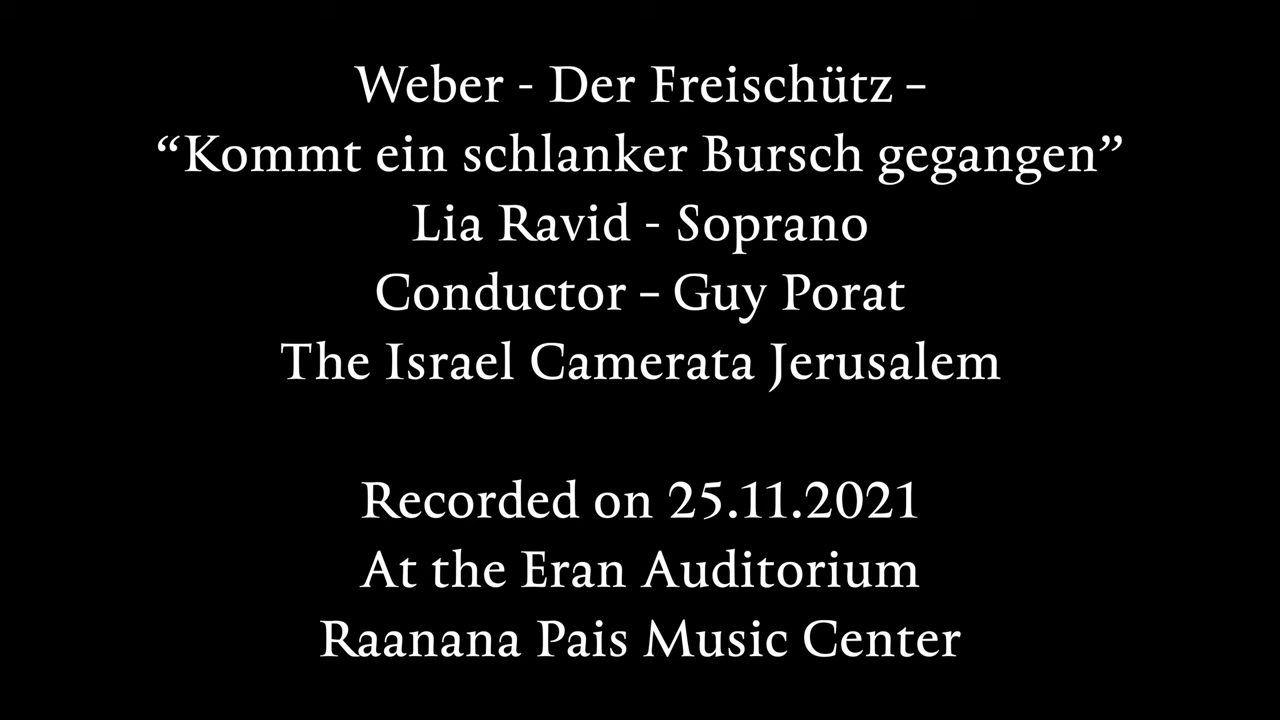 Weber - Der Freischütz –
“Kommt ein schlanker Bursch gegangen”
Lia Ravid - Soprano
Conductor – Guy Porat
The Israel Camerata Jerusalem
Recorded on 25.11.2021
At the Eran Auditorium
Raanana Pais Music Center